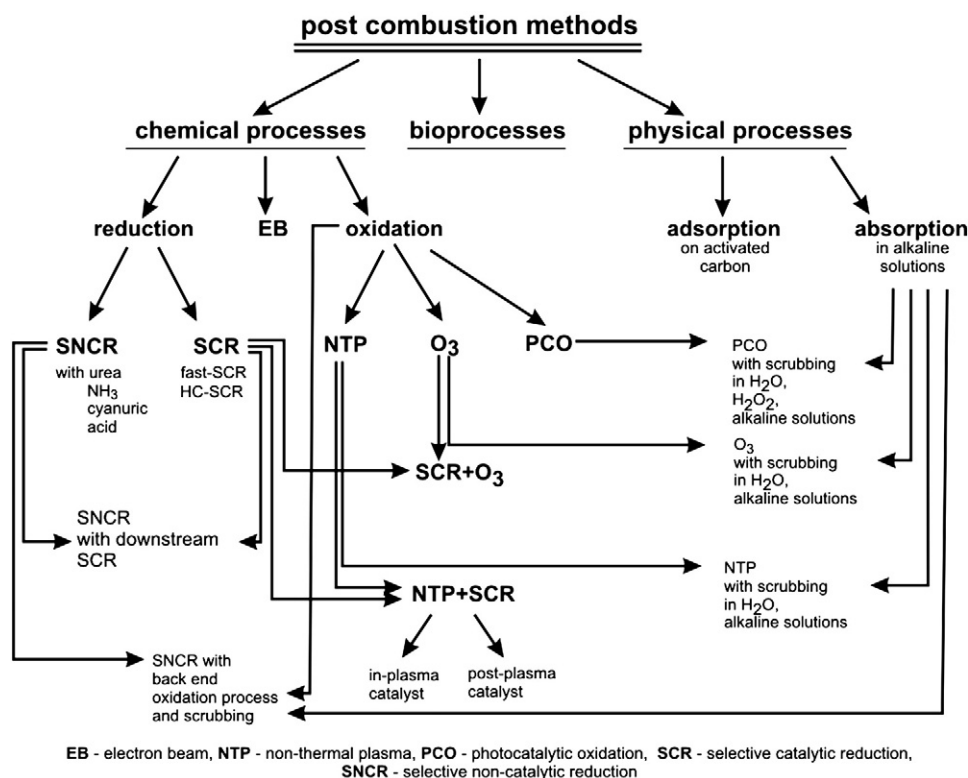 post combustion methods
chemical processes
bioprocesses
physical processes
reduction
EB
oxidation
adsorption
on activated
carbon
absorption
in alkaline
solutions
SNCR
with urea
NH₃
cyanuric
acid
SCR
fast-SCR
HC-SCR
NTP
O₃
PCO
PCO
with scrubbing
in H₂O,
H₂O₂,
alkaline solutions
SCR+O₃
O₃
with scrubbing
in H₂O,
alkaline solutions
SNCR
with downstream
SCR
NTP+SCR
NTP
with scrubbing
in H₂O,
alkaline solutions
SNCR with
back end
oxidation process
and scrubbing
in-plasma
catalyst
post-plasma
catalyst
EB - electron beam, NTP - non-thermal plasma, PCO - photocatalytic oxidation, SCR - selective catalytic reduction,
SNCR - selective non-catalytic reduction